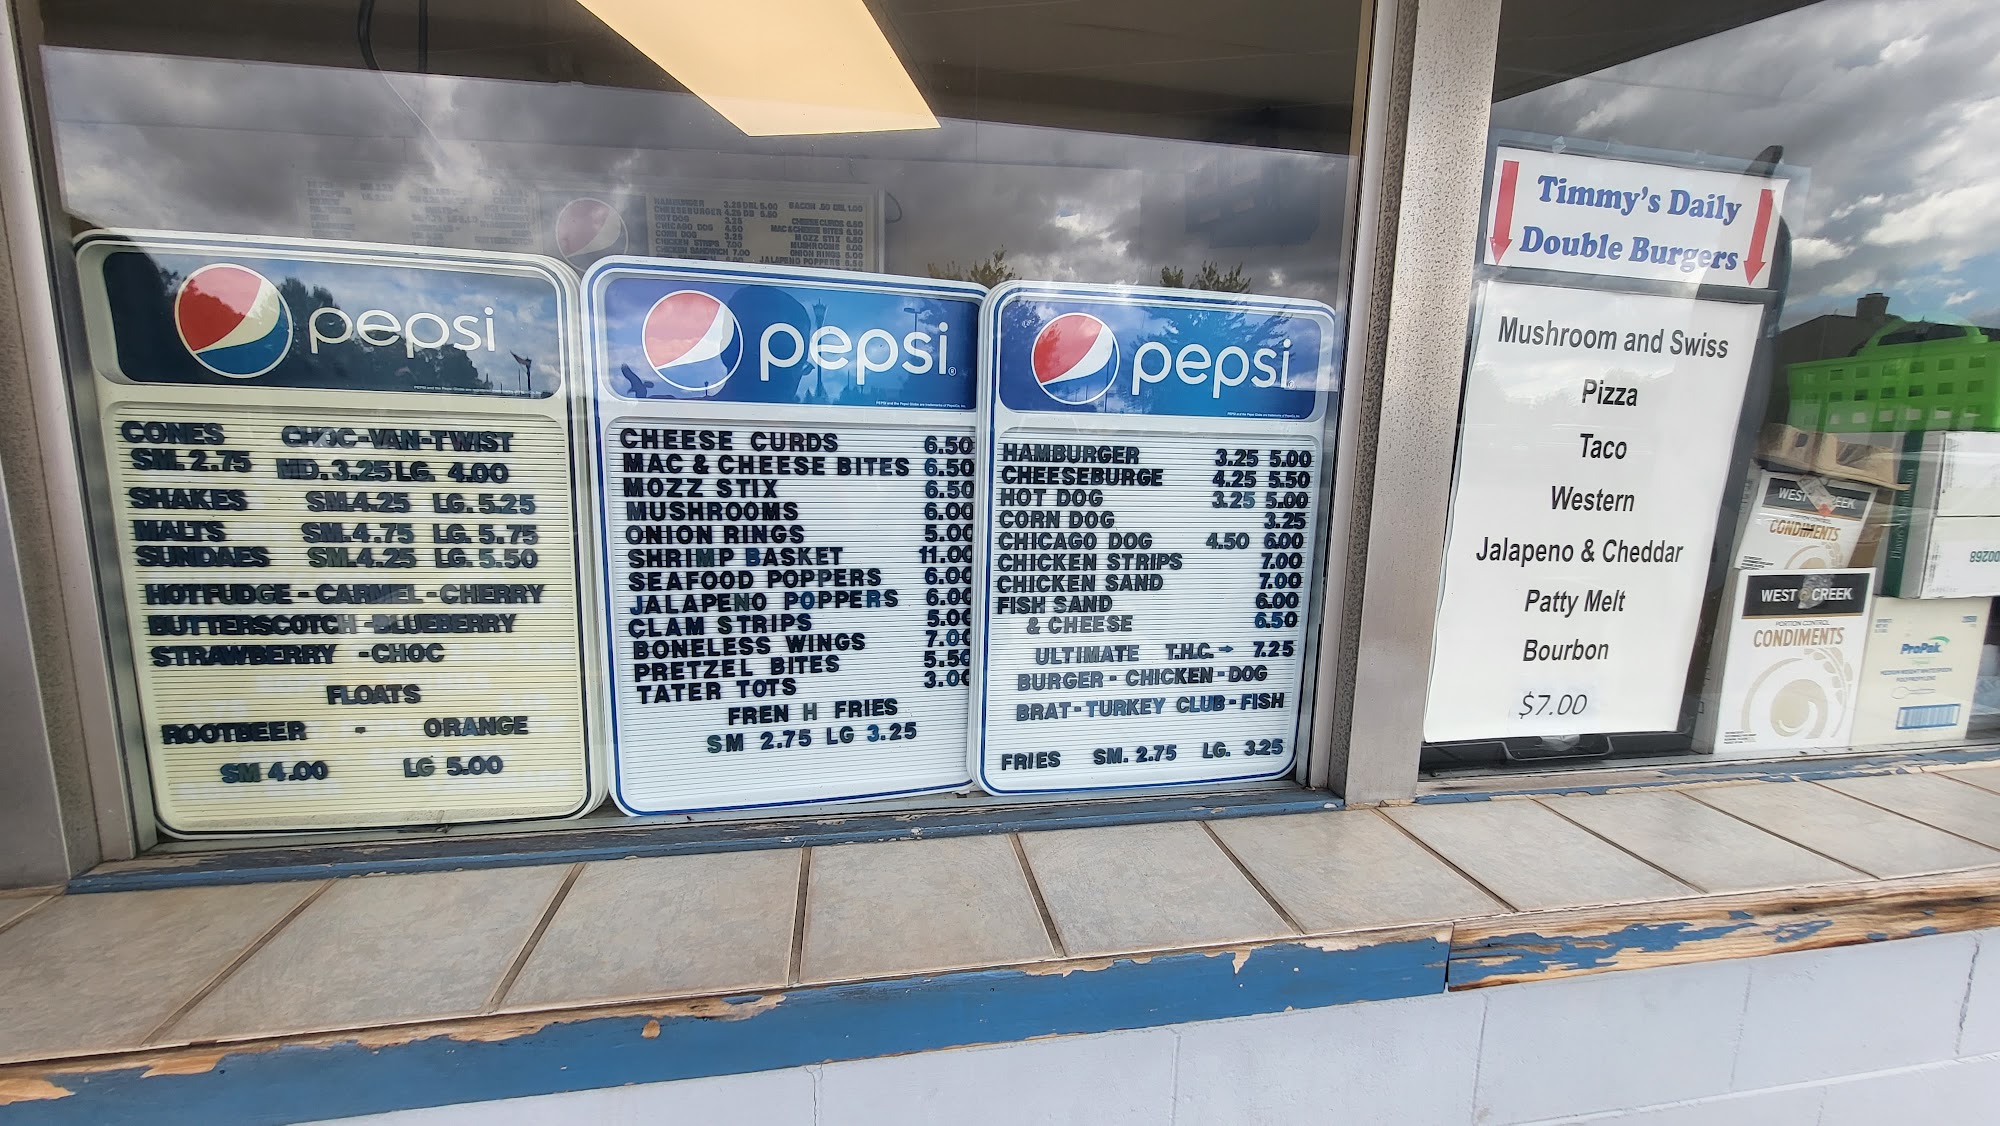 pepsi
CONES CHOC-VAN-TWIST
SM. 2.75 MD. 3.25 LG. 4.00
SHAKES SM.4.25 LG. 5.25
MALTS SM.4.75 LG. 5.75
SUNDAES SM.4.25 LG. 5.50
HOTFUDGE - CARMEL - CHERRY
BUTTERSCOTCH -BLUEBERRY
STRAWBERRY -CHOC
FLOATS
ROOTBEER - ORANGE
SM 4.00 LG 5.00
pepsi
CHEESE CURDS 6.50
MAC & CHEESE BITES 6.50
MOZZ STIX 6.50
MUSHROOMS 6.00
ONION RINGS 5.00
SHRIMP BASKET 11.00
SEAFOOD POPPERS 6.00
JALAPENO POPPERS 6.00
CLAM STRIPS 5.00
BONELESS WINGS 7.00
PRETZEL BITES 5.50
TATER TOTS 3.00
FREN H FRIES
SM 2.75 LG 3.25
pepsi
HAMBURGER 3.25 5.00
CHEESEBURGE 4.25 5.50
HOT DOG 3.25 5.00
CORN DOG 3.25
CHICAGO DOG 4.50 6.00
CHICKEN STRIPS 7.00
CHICKEN SAND 7.00
FISH SAND 6.00
& CHEESE 6.50
ULTIMATE T.H.C. → 7.25
BURGER - CHICKEN - DOG
BRAT - TURKEY CLUB - FISH
FRIES SM. 2.75 LG. 3.25
Timmy's Daily
Double Burgers
Mushroom and Swiss
Pizza
Taco
Western
Jalapeno & Cheddar
Patty Melt
Bourbon
$7.00
CONDIMENTS
WEST CREEK
PORTION CONTROL
CONDIMENTS
ProPak